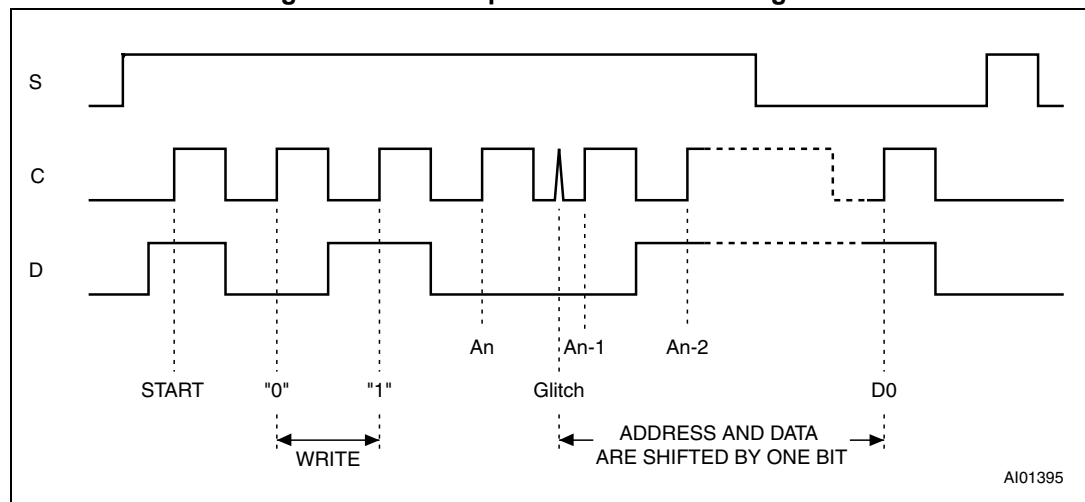 S
C
D
An An-1 An-2
START "0" "1" Glitch D0
WRITE
ADDRESS AND DATA
ARE SHIFTED BY ONE BIT
AI01395